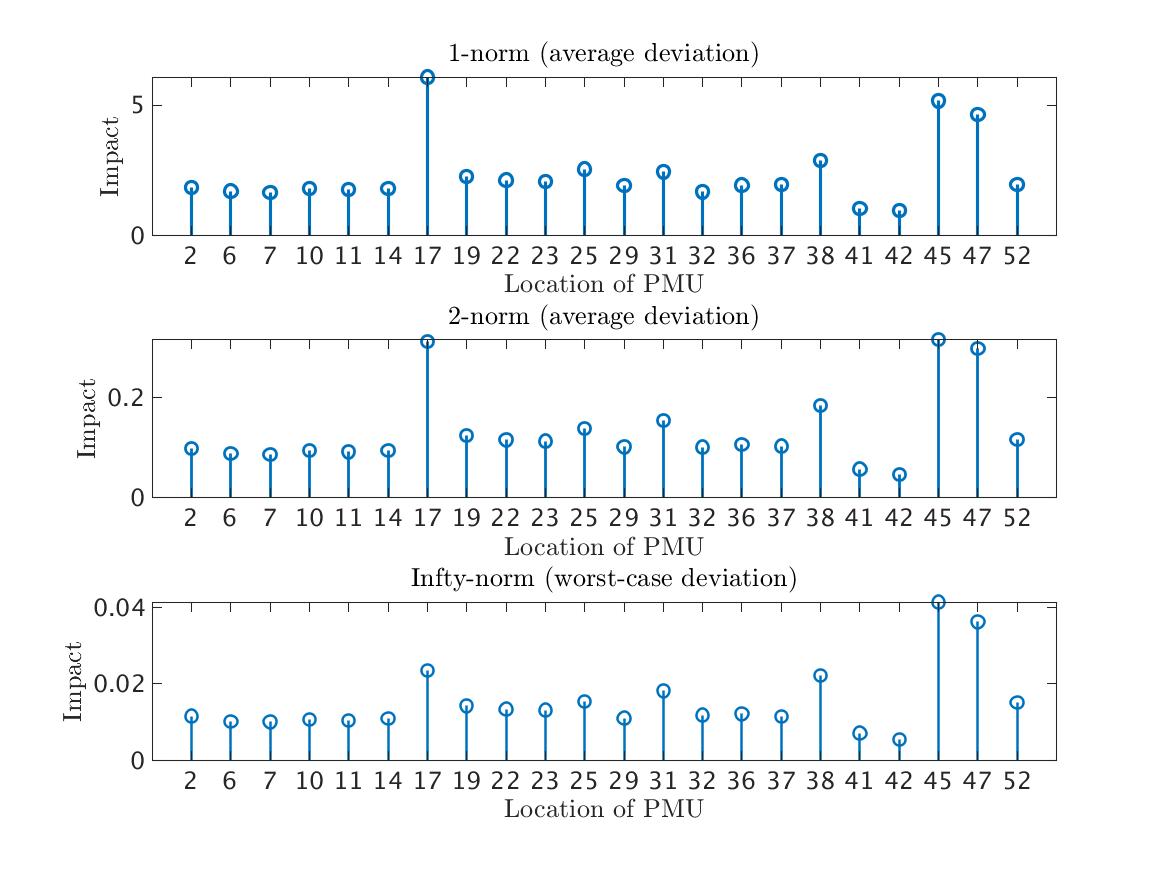 1-norm (average deviation)
Impact
5
0
2 6 7 10 11 14 17 19 22 23 25 29 31 32 36 37 38 41 42 45 47 52
Location of PMU
2-norm (average deviation)
Impact
0.2
0
2 6 7 10 11 14 17 19 22 23 25 29 31 32 36 37 38 41 42 45 47 52
Location of PMU
Infty-norm (worst-case deviation)
Impact
0.04
0.02
0
2 6 7 10 11 14 17 19 22 23 25 29 31 32 36 37 38 41 42 45 47 52
Location of PMU